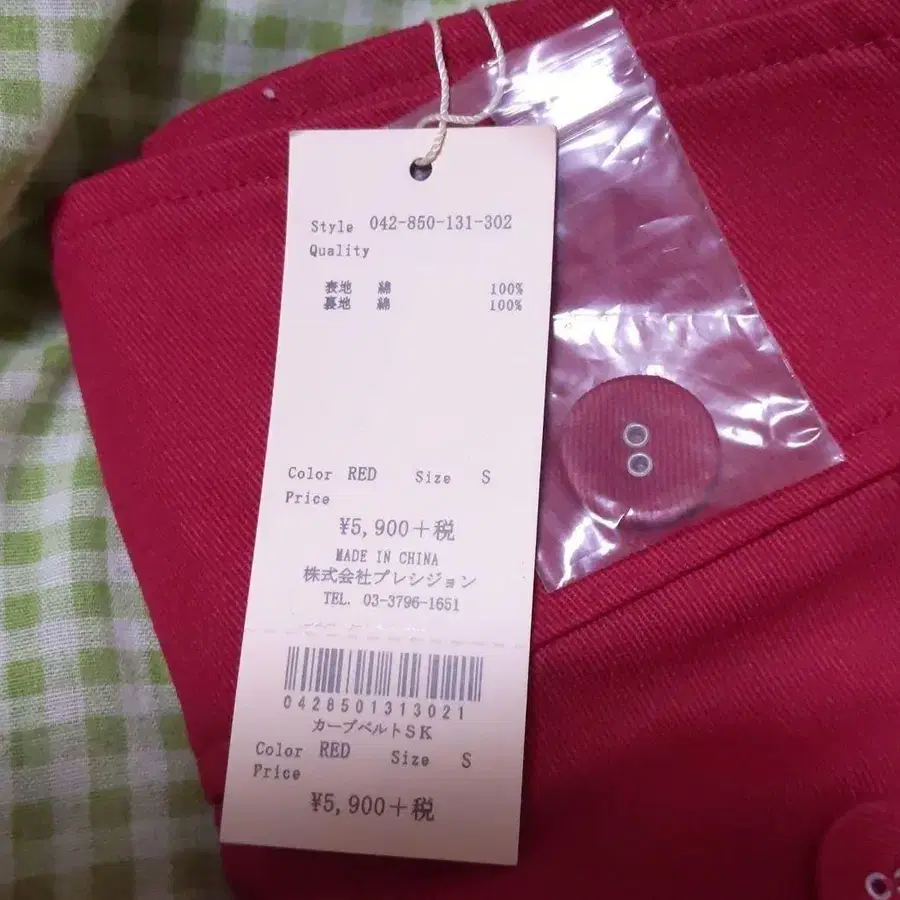 Style 042-850-131-302
Quality
表地 綿 100%
裏地 綿 100%
Color RED Size S
Price
¥5,900+税
MADE IN CHINA
株式会社プレシジョン
TEL. 03-3796-1651
0428501313021
カーブベルトSK
Color RED Size S
Price
¥5,900+税